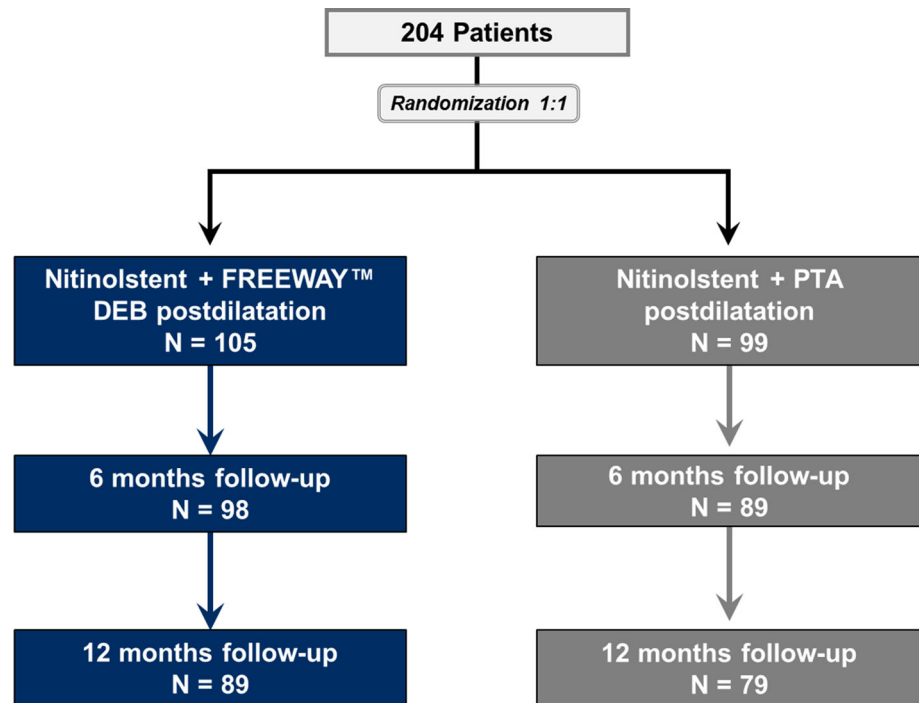 204 Patients
Randomization 1:1
Nitinolstent + FREEWAY™
DEB postdilatation
N = 105
Nitinolstent + PTA
postdilatation
N = 99
6 months follow-up
N = 98
6 months follow-up
N = 89
12 months follow-up
N = 89
12 months follow-up
N = 79